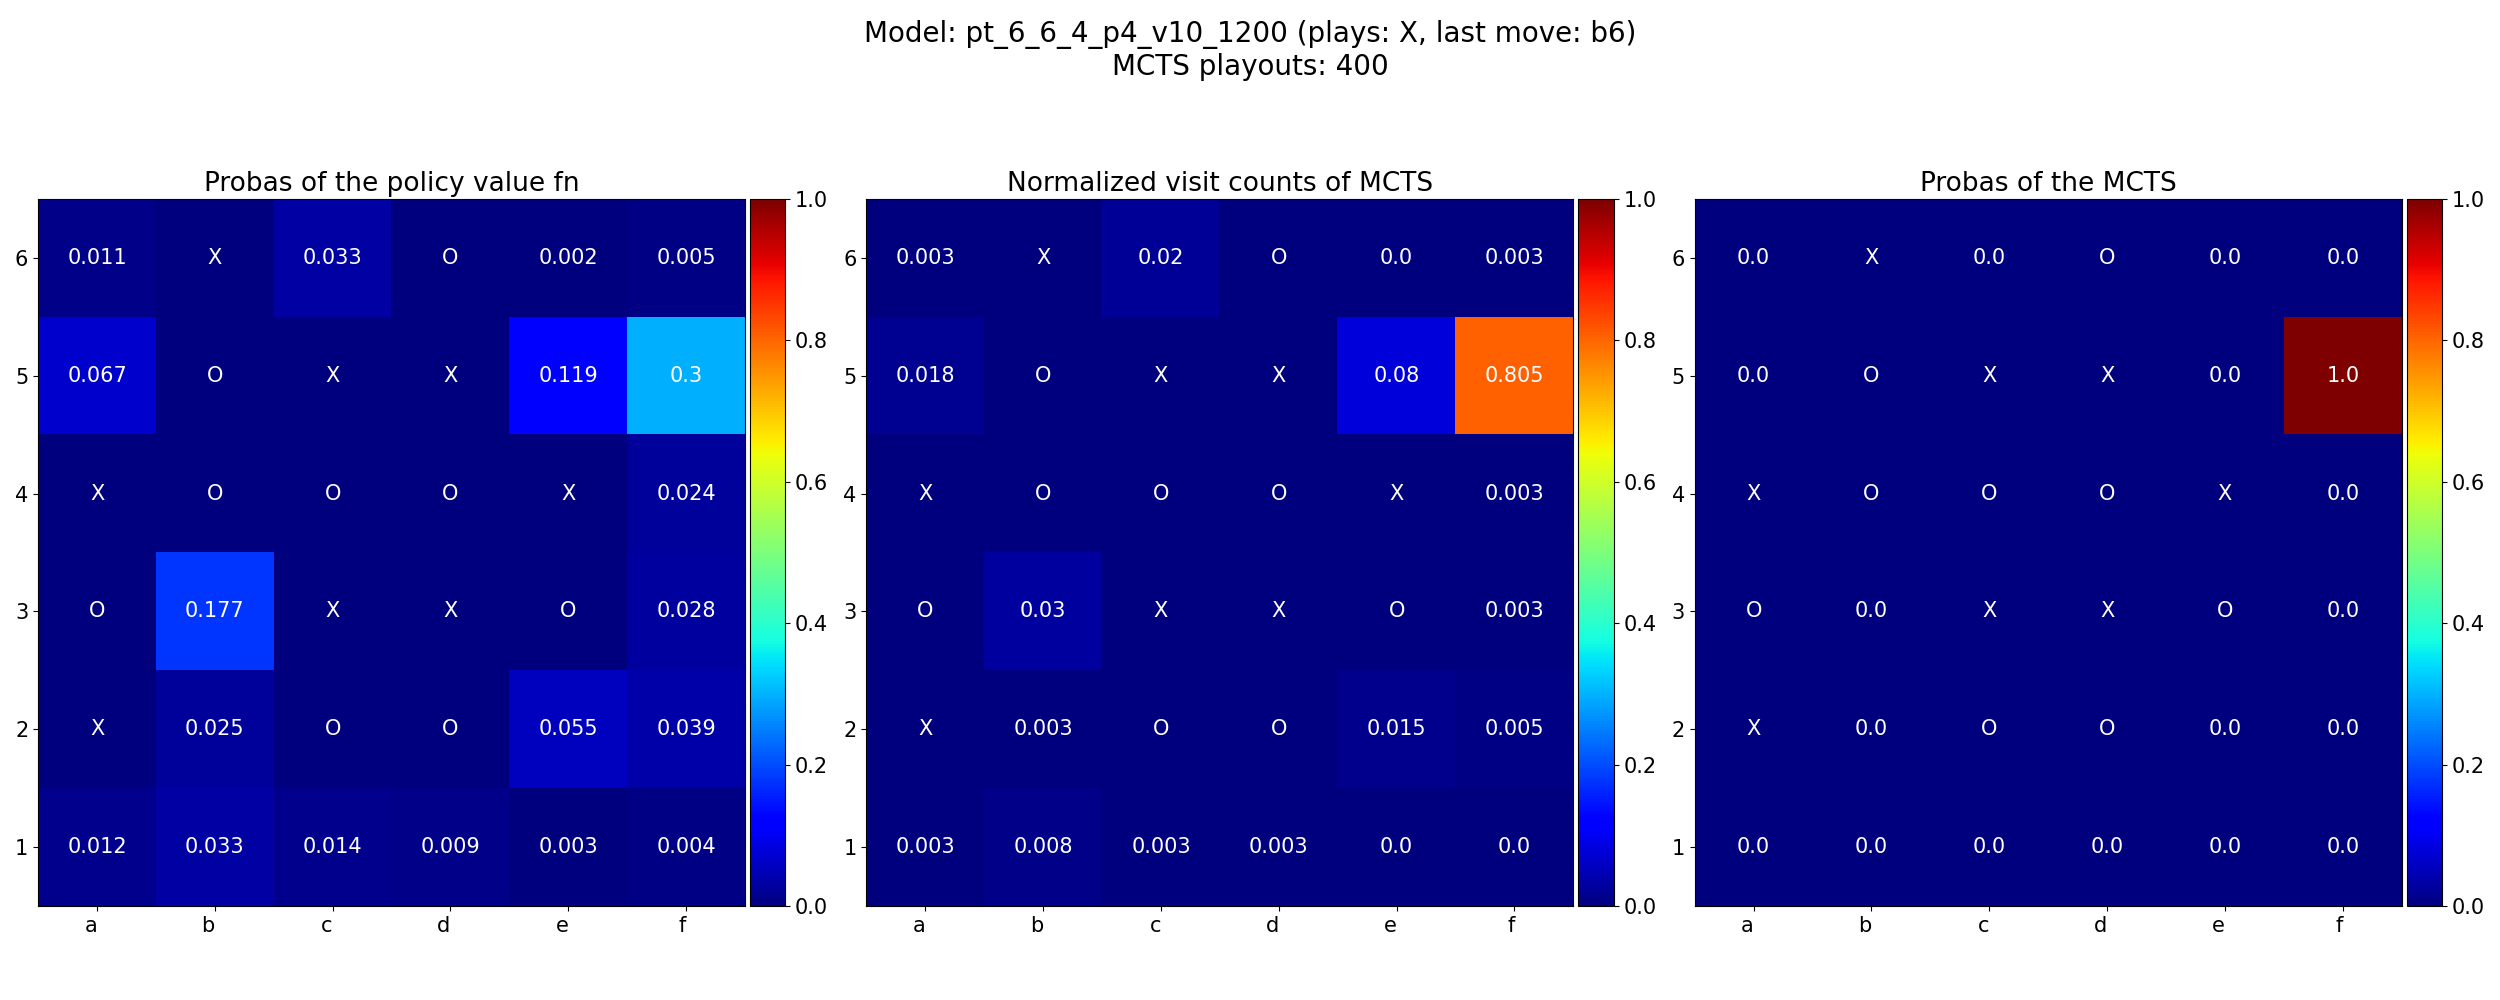 Model: pt_6_6_4_p4_v10_1200 (plays: X, last move: b6)
MCTS playouts: 400
Probas of the policy value fn
1.0
6 0.011 X 0.033 O 0.002 0.005
0.8
5 0.067 O X X 0.119 0.3
0.6
4 X O O O X 0.024
3 O 0.177 X X O 0.028
0.4
2 X 0.025 O O 0.055 0.039
0.2
1 0.012 0.033 0.014 0.009 0.003 0.004
0.0
a b c d e f
Normalized visit counts of MCTS
1.0
6 0.003 X 0.02 O 0.0 0.003
0.8
5 0.018 O X X 0.08 0.805
0.6
4 X O O O X 0.003
3 O 0.03 X X O 0.003
0.4
2 X 0.003 O O 0.015 0.005
0.2
1 0.003 0.008 0.003 0.003 0.0 0.0
0.0
a b c d e f
Probas of the MCTS
1.0
6 0.0 X 0.0 O 0.0 0.0
0.8
5 0.0 O X X 0.0 1.0
0.6
4 X O O O X 0.0
3 O 0.0 X X O 0.0
0.4
2 X 0.0 O O 0.0 0.0
0.2
1 0.0 0.0 0.0 0.0 0.0 0.0
0.0
a b c d e f